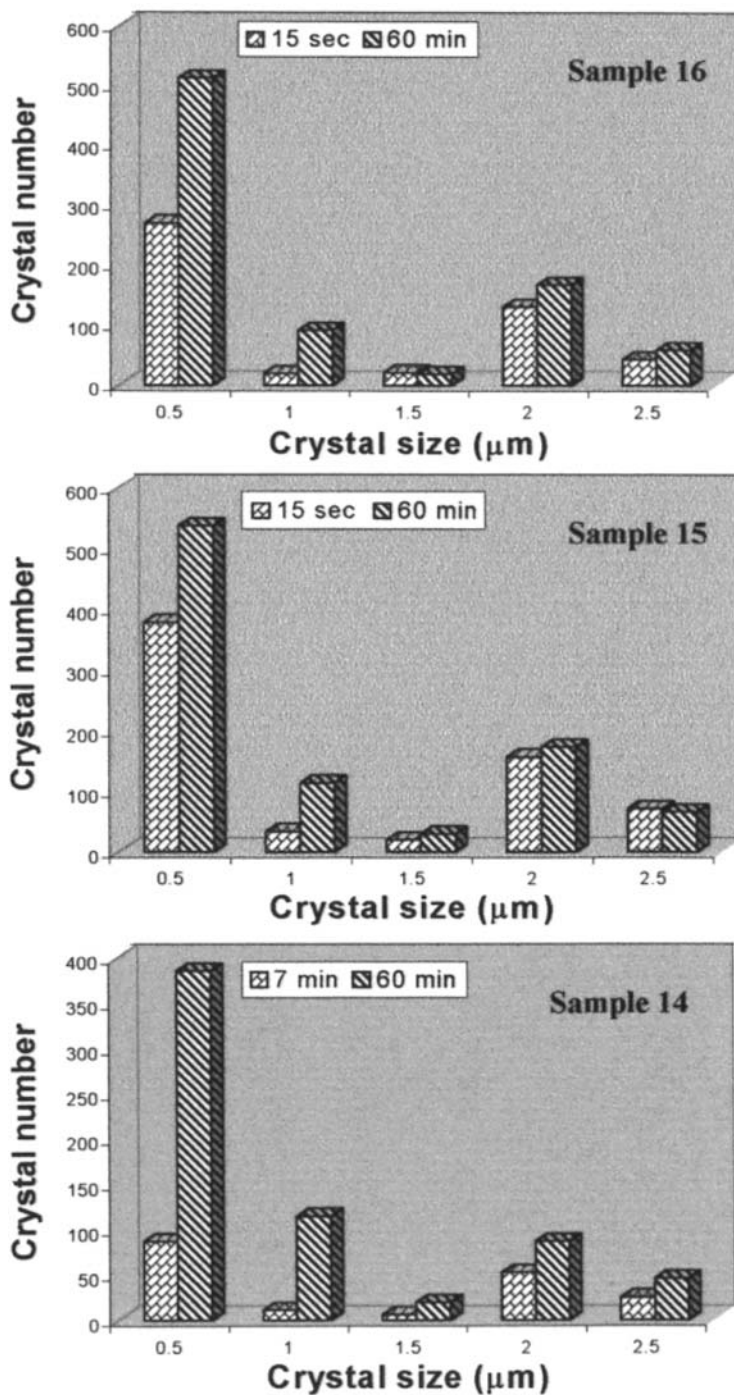 600
15 sec 60 min
Sample 16
500
400
300
200
100
0
Crystal number
0.5 1 1.5 2 2.5
Crystal size (μm)
600
15 sec 60 min
Sample 15
500
400
300
200
100
0
Crystal number
0.5 1 1.5 2 2.5
Crystal size (μm)
400
7 min 60 min
Sample 14
350
300
250
200
150
100
50
0
Crystal number
0.5 1 1.5 2 2.5
Crystal size (μm)